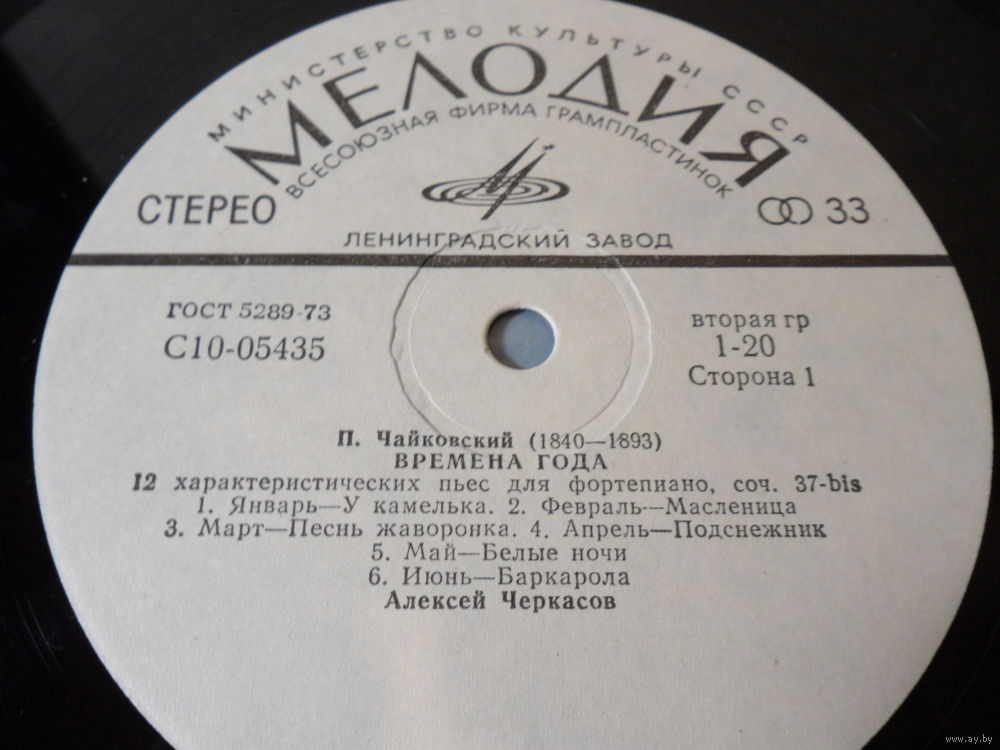 МИНИСТЕРСТВО КУЛЬТУРЫ СССР
МЕЛОДИЯ
ВСЕСОЮЗНАЯ ФИРМА ГРАМПЛАСТИНОК
СТЕРЕО
33
ЛЕНИНГРАДСКИЙ ЗАВОД
ГОСТ 5289-73
С10-05435
вторая гр
1-20
Сторона 1
П. Чайковский (1840—1893)
ВРЕМЕНА ГОДА
12 характеристических пьес для фортепиано, соч. 37-bis
1. Январь—У камелька. 2. Февраль—Масленица
3. Март—Песнь жаворонка. 4. Апрель—Подснежник
5. Май—Белые ночи
6. Июнь—Баркарола
Алексей Черкасов
www.ay.by